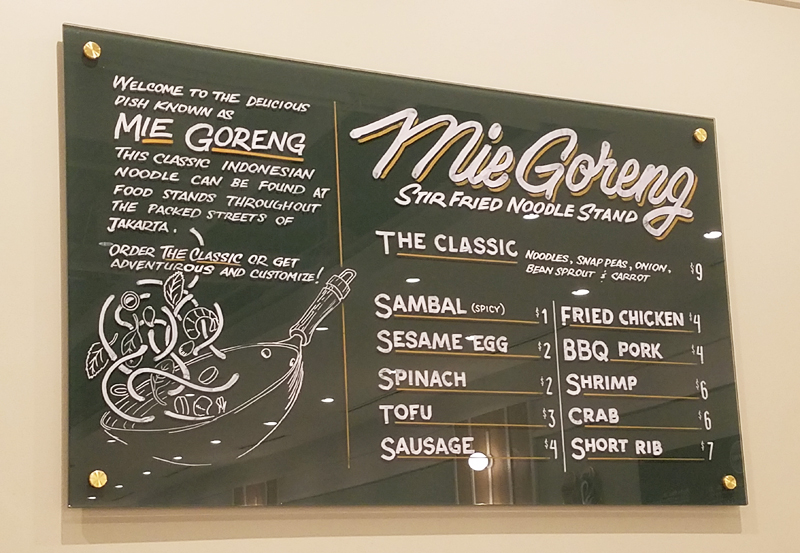 WELCOME TO THE DELICIOUS
DISH KNOWN AS
MIE GORENG
THIS CLASSIC INDONESIAN
NOODLE CAN BE FOUND AT
FOOD STANDS THROUGHOUT
THE PACKED STREETS OF
JAKARTA.
ORDER THE CLASSIC OR GET
ADVENTUROUS AND CUSTOMIZE!
Mie Goreng
STIR FRIED NOODLE STAND
THE CLASSIC NOODLES, SNAP PEAS, ONION, $9
BEAN SPROUT & CARROT
SAMBAL (SPICY) $1
SESAME EGG $2
SPINACH $2
TOFU $3
SAUSAGE $4
FRIED CHICKEN $4
BBQ PORK $4
SHRIMP $6
CRAB $6
SHORT RIB $7